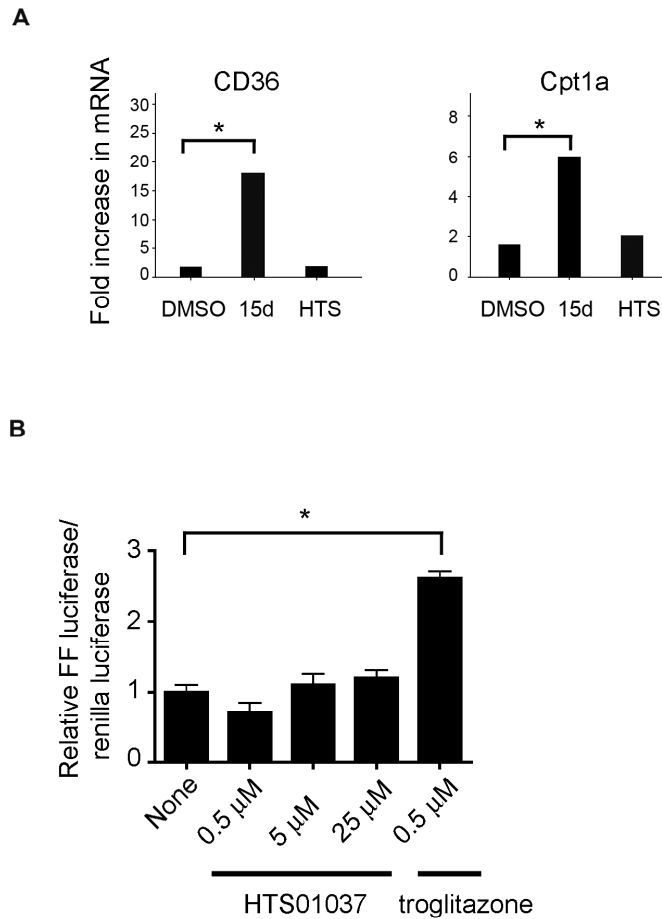 A
CD36
Fold increase in mRNA
30
25
20
15
10
5
0
*
DMSO 15d HTS
Cpt1a
8
6
4
2
0
*
DMSO 15d HTS
B
*
Relative FF luciferase/
renilla luciferase
3
2
1
0
None
0.5 µM
5 µM
25 µM
0.5 µM
HTS01037
troglitazone